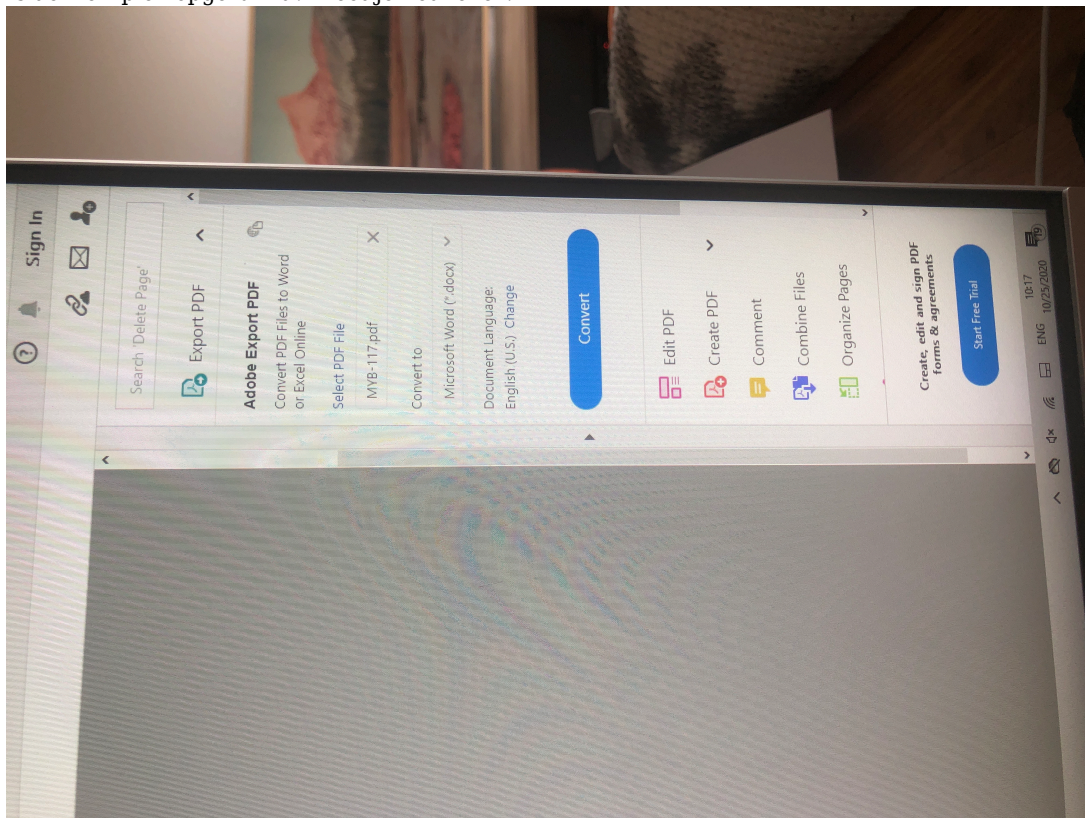 Sign In
Search 'Delete Page'
Export PDF
Adobe Export PDF
Convert PDF Files to Word
or Excel Online
Select PDF File
MYB-117.pdf
Convert to
Microsoft Word (*.docx)
Document Language:
English (U.S.) Change
Convert
Edit PDF
Create PDF
Comment
Combine Files
Organize Pages
Create, edit and sign PDF
forms & agreements
Start Free Trial
ENG
10:17
10/25/2020
19